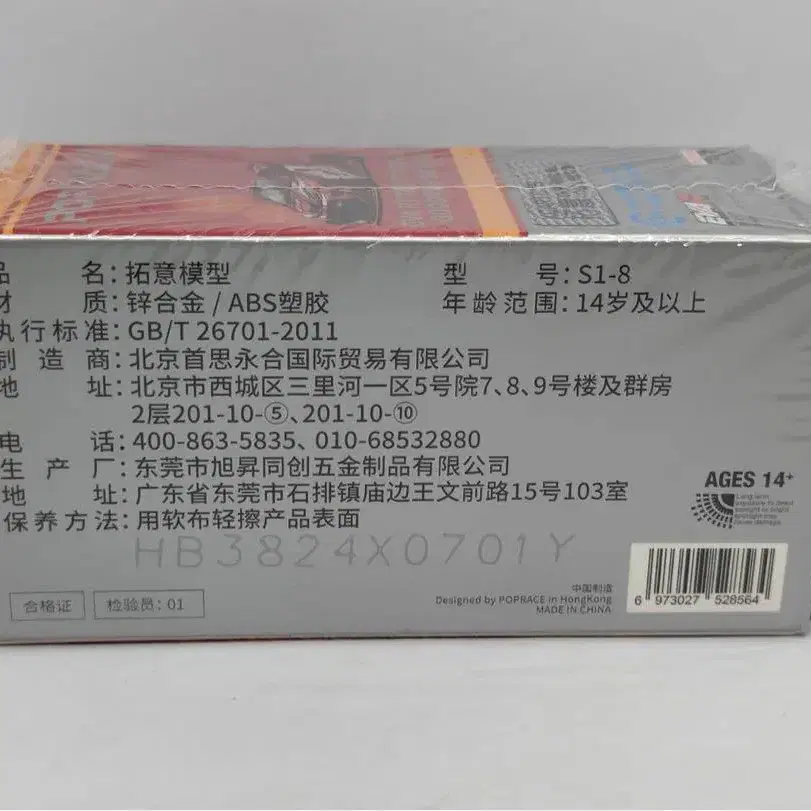 品 名：拓意模型 型 号：S1-8
材 质：锌合金 / ABS塑胶 年龄范围：14岁及以上
执行标准：GB/T 26701-2011
制造商：北京首思永合国际贸易有限公司
地 址：北京市西城区三里河一区5号院7、8、9号楼及群房
2层201-10-⑤、201-10-⑩
电 话：400-863-5835、010-68532880
生产厂：东莞市旭昇同创五金制品有限公司
地 址：广东省东莞市石排镇庙边王文前路15号103室
保养方法：用软布轻擦产品表面
AGES 14+
HB3824X0701Y
合格证 检验员：01
中国制造
Designed by POPRACE in HongKong
MADE IN CHINA
6 973027 528564